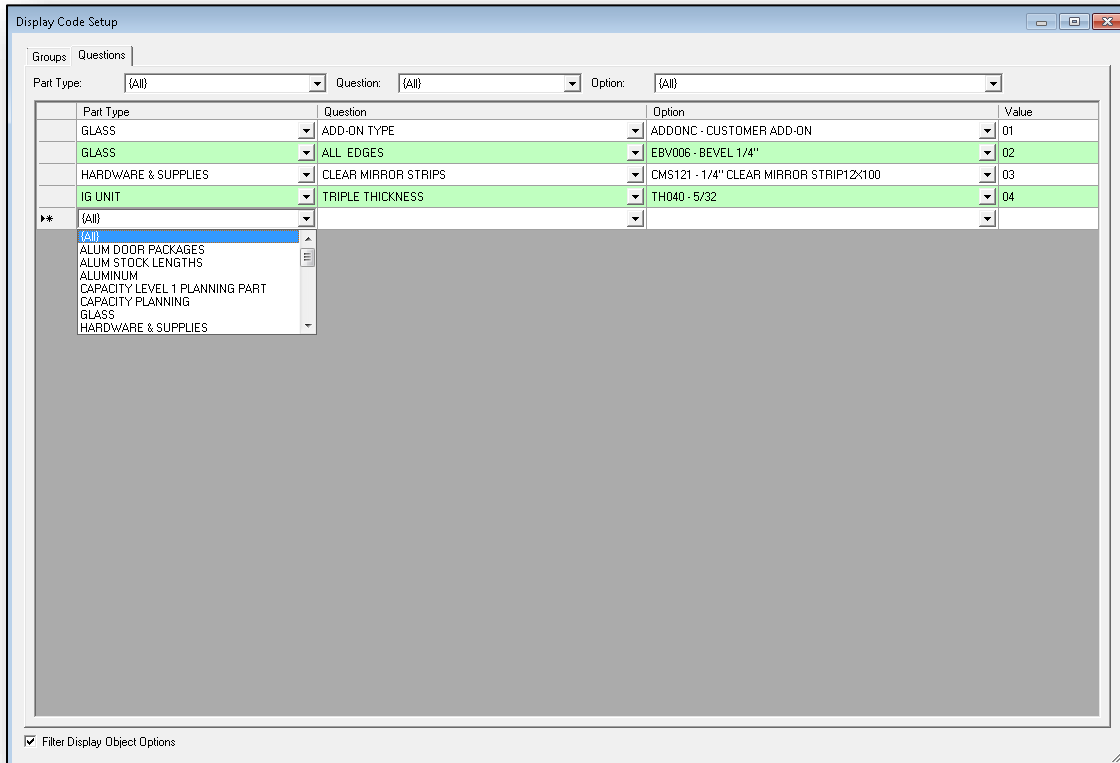 Display Code Setup
Groups Questions
Part Type: {All} Question: {All} Option: {All}
Part Type Question Option Value
GLASS ADD-ON TYPE ADDONC - CUSTOMER ADD-ON 01
GLASS ALL  EDGES EBV006 - BEVEL 1/4" 02
HARDWARE & SUPPLIES CLEAR MIRROR STRIPS CMS121 - 1/4" CLEAR MIRROR STRIP12X100 03
IG UNIT TRIPLE THICKNESS TH040 - 5/32 04
{All}
{All}
ALUM DOOR PACKAGES
ALUM STOCK LENGTHS
ALUMINUM
CAPACITY LEVEL 1 PLANNING PART
CAPACITY PLANNING
GLASS
HARDWARE & SUPPLIES
Filter Display Object Options